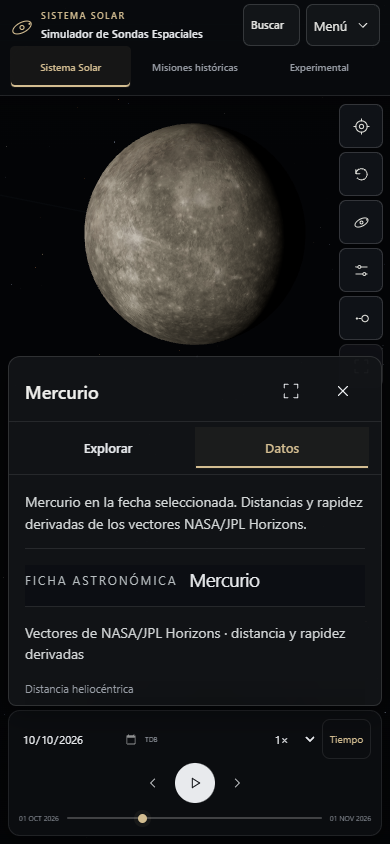 SISTEMA SOLAR
Simulador de Sondas Espaciales
Buscar
Menú
Sistema Solar
Misiones históricas
Experimental
Mercurio
Explorar
Datos
Mercurio en la fecha seleccionada. Distancias y rapidez
derivadas de los vectores NASA/JPL Horizons.
FICHA ASTRONÓMICA Mercurio
Vectores de NASA/JPL Horizons · distancia y rapidez
derivadas
Distancia heliocéntrica
10/10/2026
TDB
1×
Tiempo
01 OCT 2026
01 NOV 2026